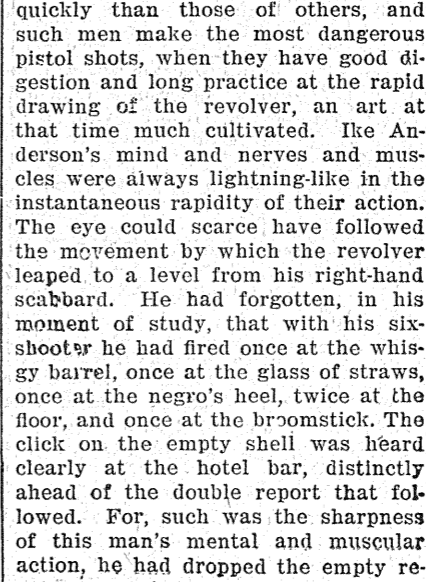 quickly than those of others, and
such men make the most dangerous
pistol shots, when they have good di-
gestion and long practice at the rapid
drawing of the revolver, an art at
that time much cultivated. Ike An-
derson's mind and nerves and mus-
cles were always lightning-like in the
instantaneous rapidity of their action.
The eye could scarce have followed
the movement by which the revolver
leaped to a level from his right-hand
scabbard. He had forgotten, in his
moment of study, that with his six-
shooter he had fired once at the whis-
gy barrel, once at the glass of straws,
once at the negro's heel, twice at the
floor, and once at the broomstick. The
click on the empty shell was heard
clearly at the hotel bar, distinctly
ahead of the double report that fol-
lowed. For, such was the sharpness
of this man's mental and muscular
action, he had dropped the empty re-